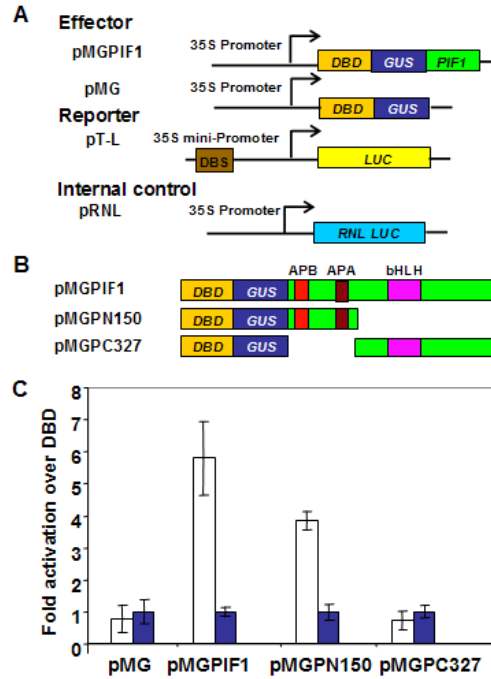 A
Effector
pMGPIF1
35S Promoter
DBD GUS PIF1
pMG
35S Promoter
DBD GUS
Reporter
pT-L
35S mini-Promoter
DBS
LUC
Internal control
pRNL
35S Promoter
RNL LUC
B
APB APA bHLH
pMGPIF1
DBD GUS
pMGPN150
DBD GUS
pMGPC327
DBD GUS
C
Fold activation over DBD
8
7
6
5
4
3
2
1
0
pMG pMGPIF1 pMGPN150 pMGPC327